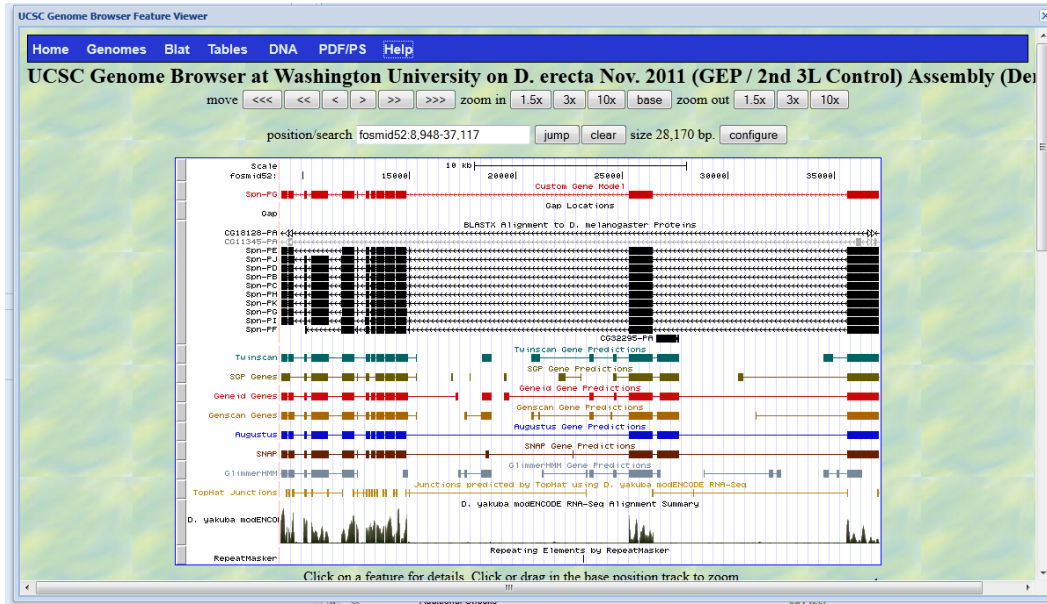 UCSC Genome Browser Feature Viewer
Home Genomes Blat Tables DNA PDF/PS Help
UCSC Genome Browser at Washington University on D. erecta Nov. 2011 (GEP / 2nd 3L Control) Assembly (Der
move <<< << < > >> >>> zoom in 1.5x 3x 10x base zoom out 1.5x 3x 10x
position/search fosmid52:8,948-37,117 jump clear size 28,170 bp. configure
Scale 10 kb
fosmid52: 15000 20000 25000 30000 35000
Custom Gene Model
Spn-PG
Gap Locations
Gap
BLASTX Alignment to D. melanogaster Proteins
CG18128-PA
CG11345-PA
Spn-PE
Spn-PJ
Spn-PD
Spn-PB
Spn-PC
Spn-PH
Spn-PK
Spn-PG
Spn-PI
Spn-PF
CG32295-PA
Twinscan Gene Predictions
Twinscan
SGP Gene Predictions
SGP Genes
Geneid Gene Predictions
Geneid Genes
Genscan Gene Predictions
Genscan Genes
Augustus Gene Predictions
Augustus
SNAP Gene Predictions
SNAP
GlimmerHMM Gene Predictions
GlimmerHMM
Junctions predicted by TopHat using D. yakuba modENCODE RNA-Seq
TopHat Junctions
D. yakuba modENCODE RNA-Seq Alignment Summary
D. yakuba modENCO
Repeating Elements by RepeatMasker
RepeatMasker
Click on a feature for details. Click or drag in the base position track to zoom